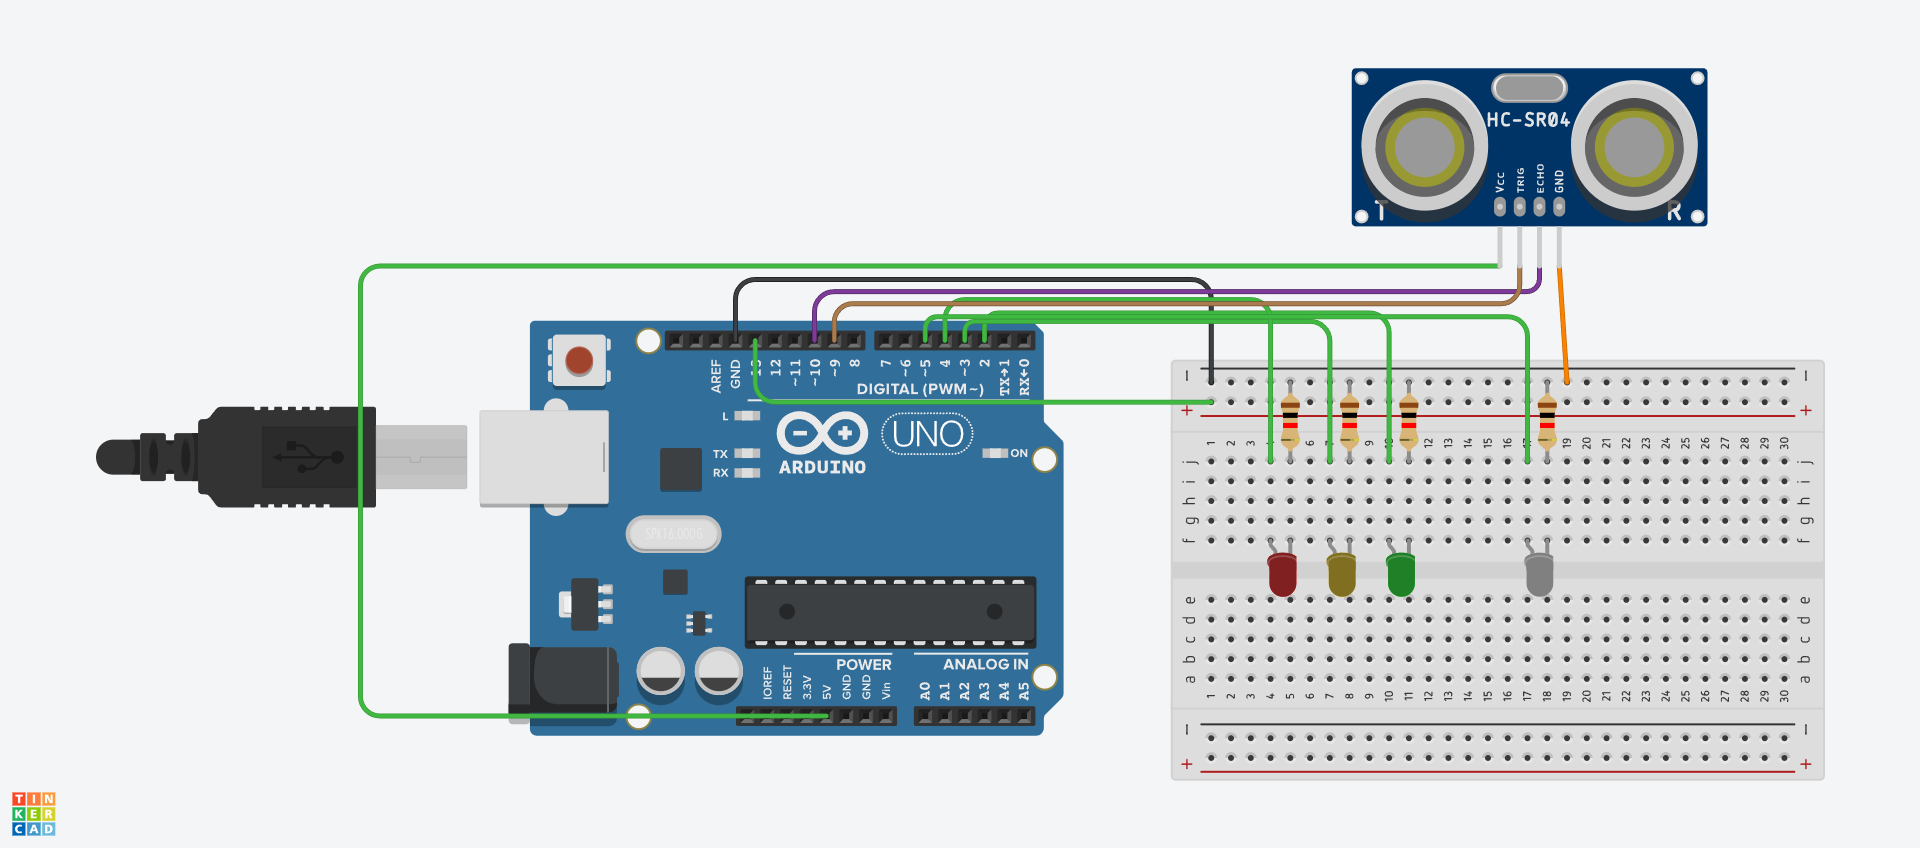 HC-SR04
VCC
TRIG
ECHO
GND
T
R
AREF
GND
12
~11
~10
~9
8
7
~6
~5
4
~3
2
TX→1
RX←0
DIGITAL (PWM~)
L
TX
RX
ON
UNO
ARDUINO
SPK16.000G
POWER
ANALOG IN
IOREF
RESET
3.3V
5V
GND
GND
Vin
A0
A1
A2
A3
A4
A5
− −
+ +
1 2 3 4 5 6 7 8 9 10 11 12 13 14 15 16 17 18 19 20 21 22 23 24 25 26 27 28 29 30
j j
i i
h h
g g
f f
e e
d d
c c
b b
a a
1 2 3 4 5 6 7 8 9 10 11 12 13 14 15 16 17 18 19 20 21 22 23 24 25 26 27 28 29 30
− −
+ +
TIN
KER
CAD